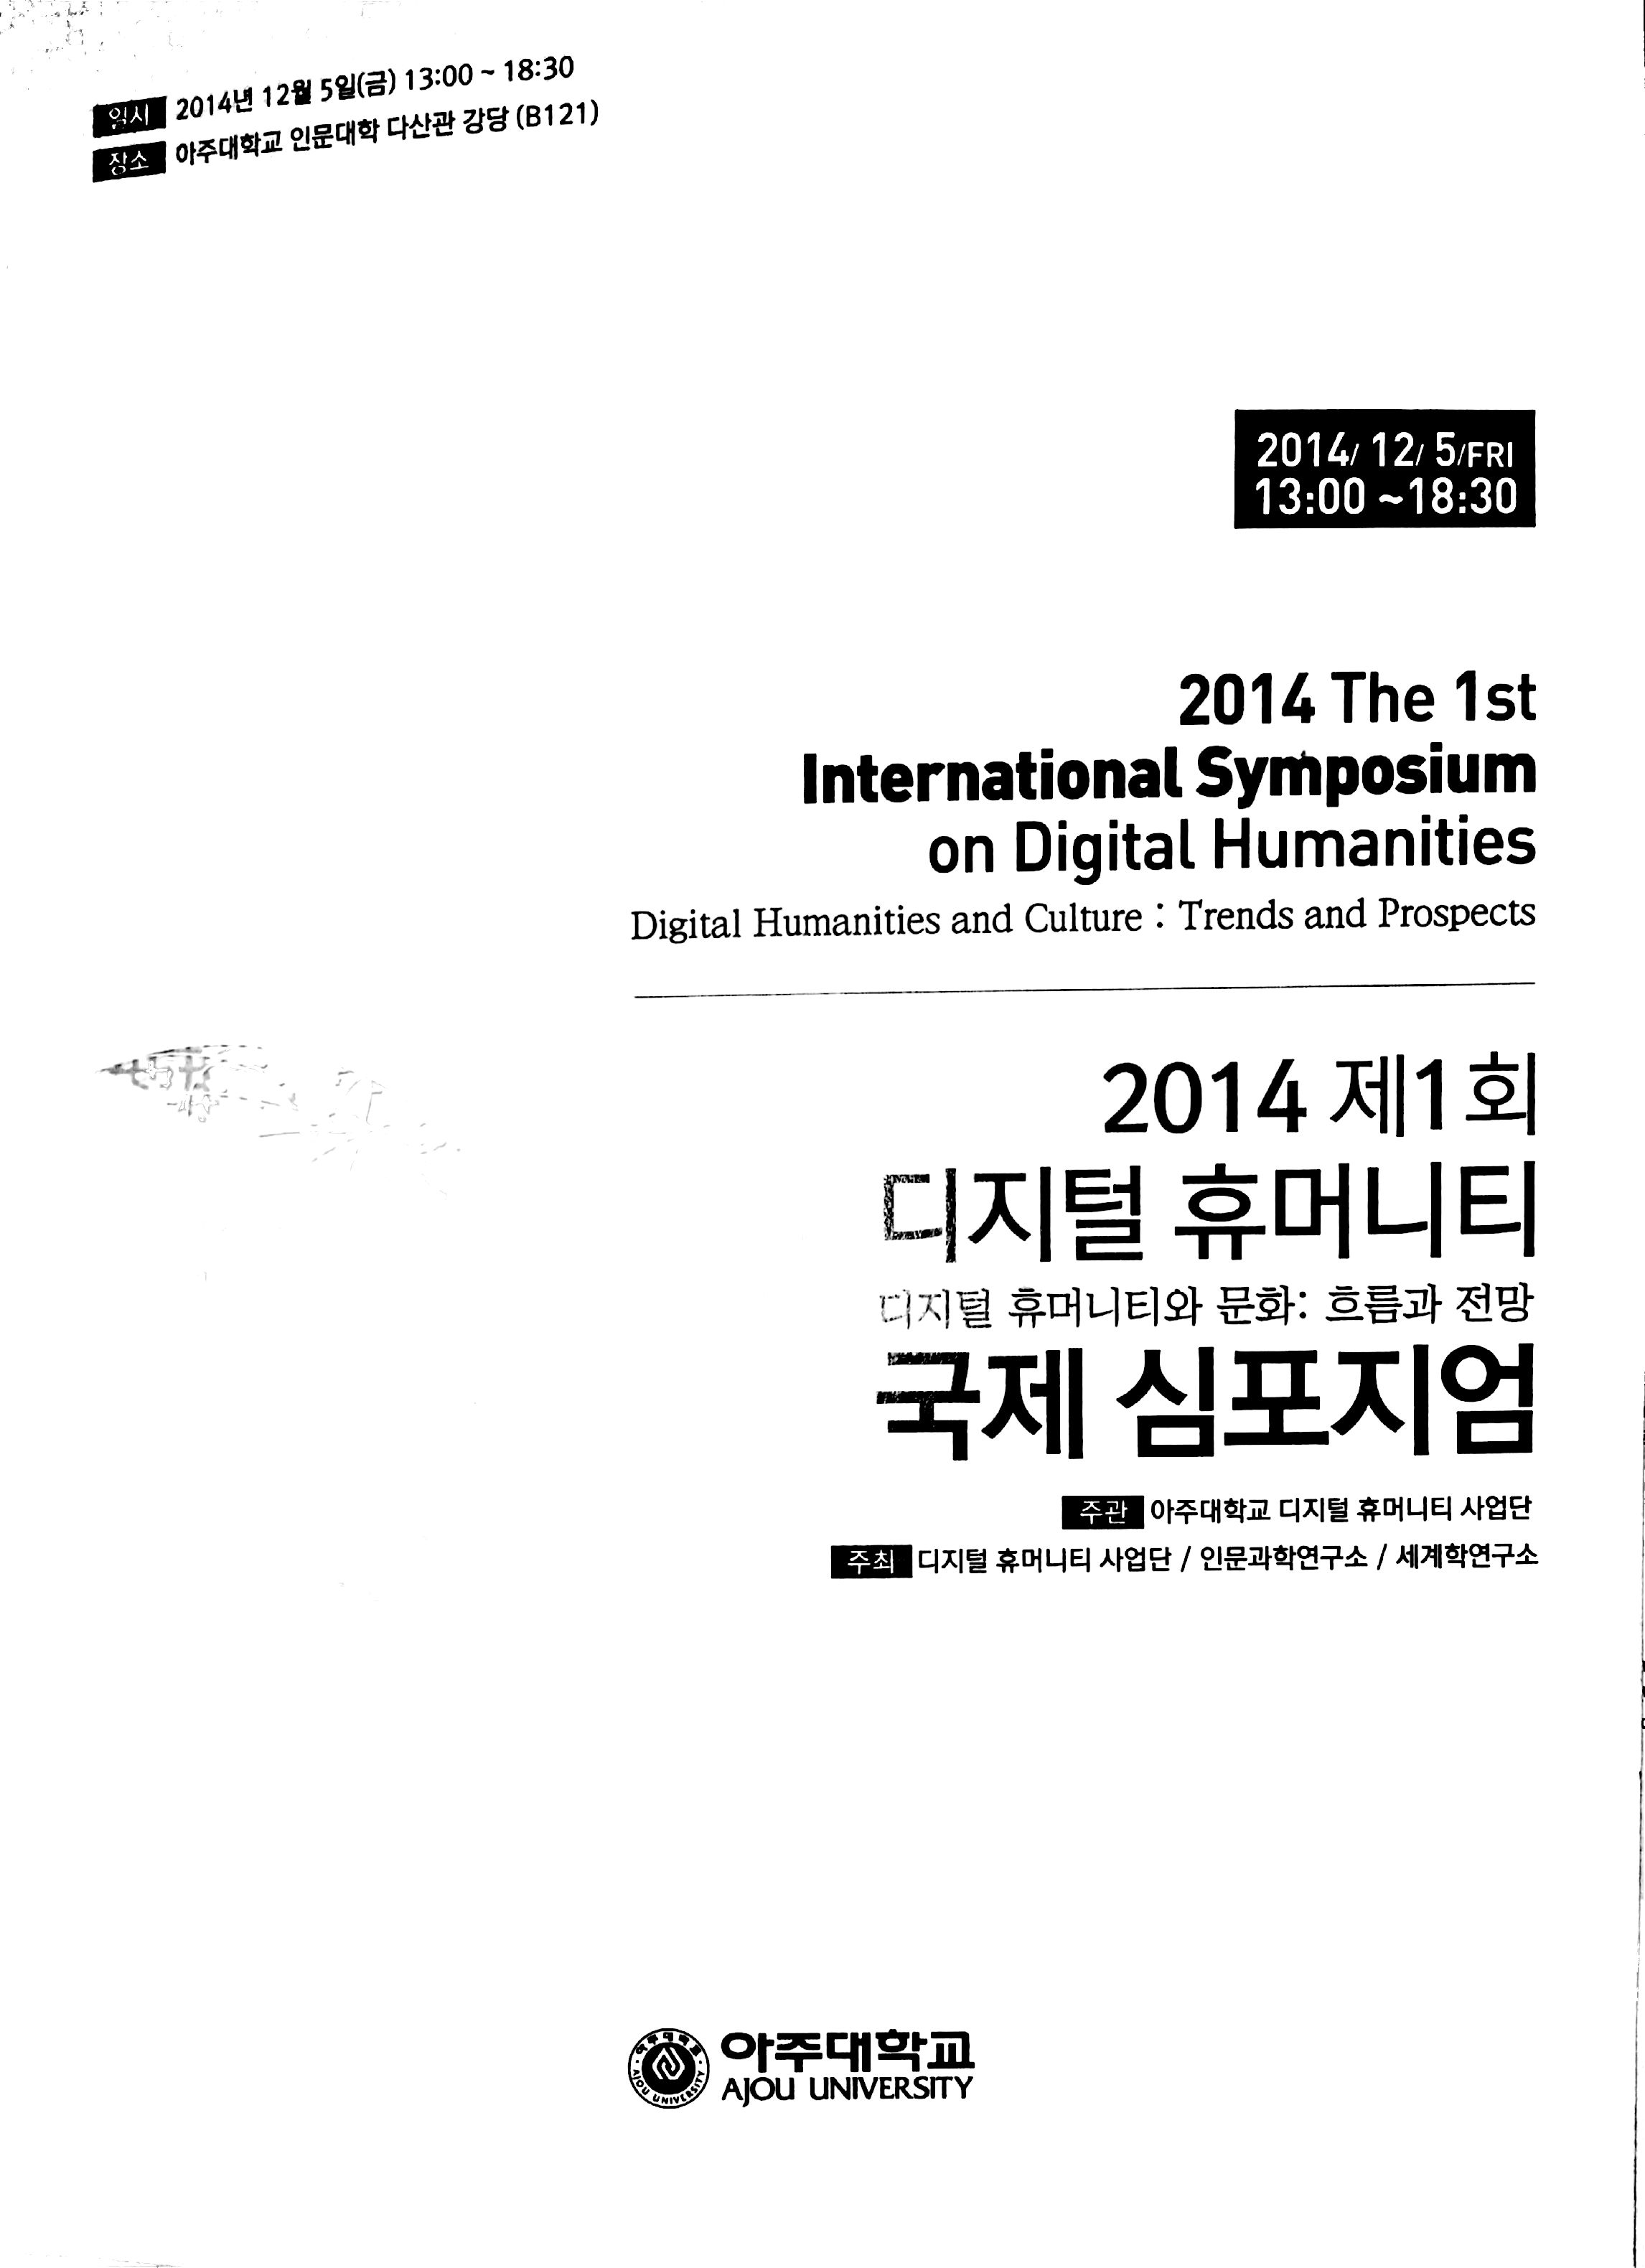 일시 2014년 12월 5일(금) 13:00 ~ 18:30
장소 아주대학교 인문대학 다산관 강당 (B121)
2014/ 12/ 5/FRI
13:00 ~18:30
2014 The 1st
International Symposium
on Digital Humanities
Digital Humanities and Culture : Trends and Prospects
2014 제1회
디지털 휴머니티
디지털 휴머니티와 문화: 흐름과 전망
국제 심포지엄
주관 아주대학교 디지털 휴머니티 사업단
주최 디지털 휴머니티 사업단 / 인문과학연구소 / 세계학연구소
아주대학교
AJOU UNIVERSITY
아주대학교
AJOU UNIVERSITY